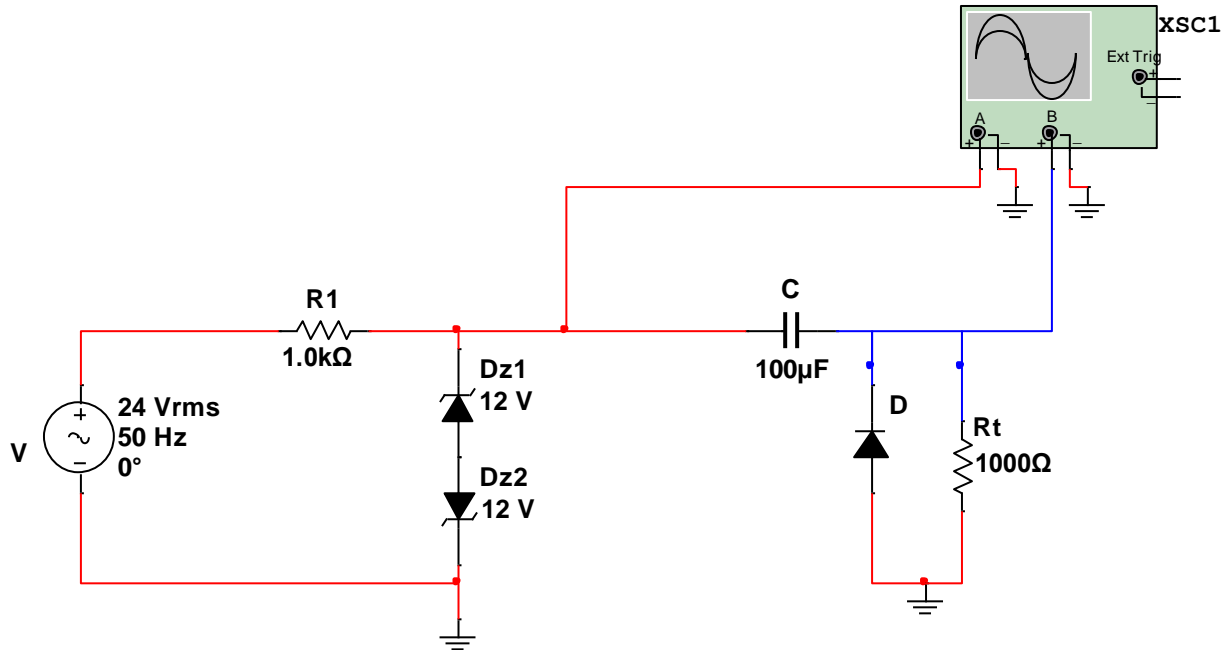 XSC1
Ext Trig
+
−
A
B
+ −
+ −
R1
1.0kΩ
C
100µF
Dz1
12 V
Dz2
12 V
D
Rt
1000Ω
V
+
−
24 Vrms
50 Hz
0°